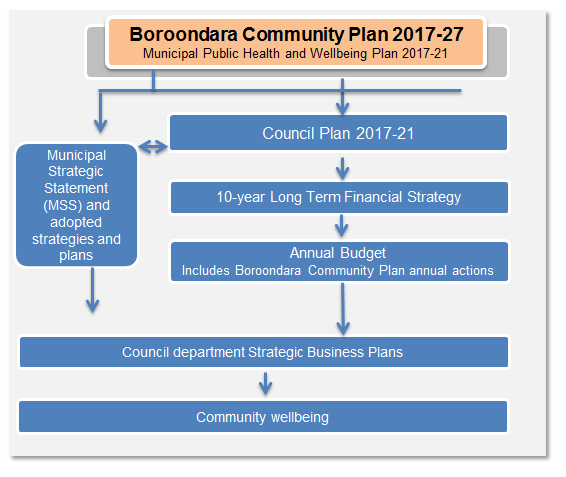 Boroondara Community Plan 2017-27
Municipal Public Health and Wellbeing Plan 2017-21
Council Plan 2017-21
Municipal
Strategic
Statement
(MSS) and
adopted
strategies and
plans
10-year Long Term Financial Strategy
Annual Budget
Includes Boroondara Community Plan annual actions
Council department Strategic Business Plans
Community wellbeing